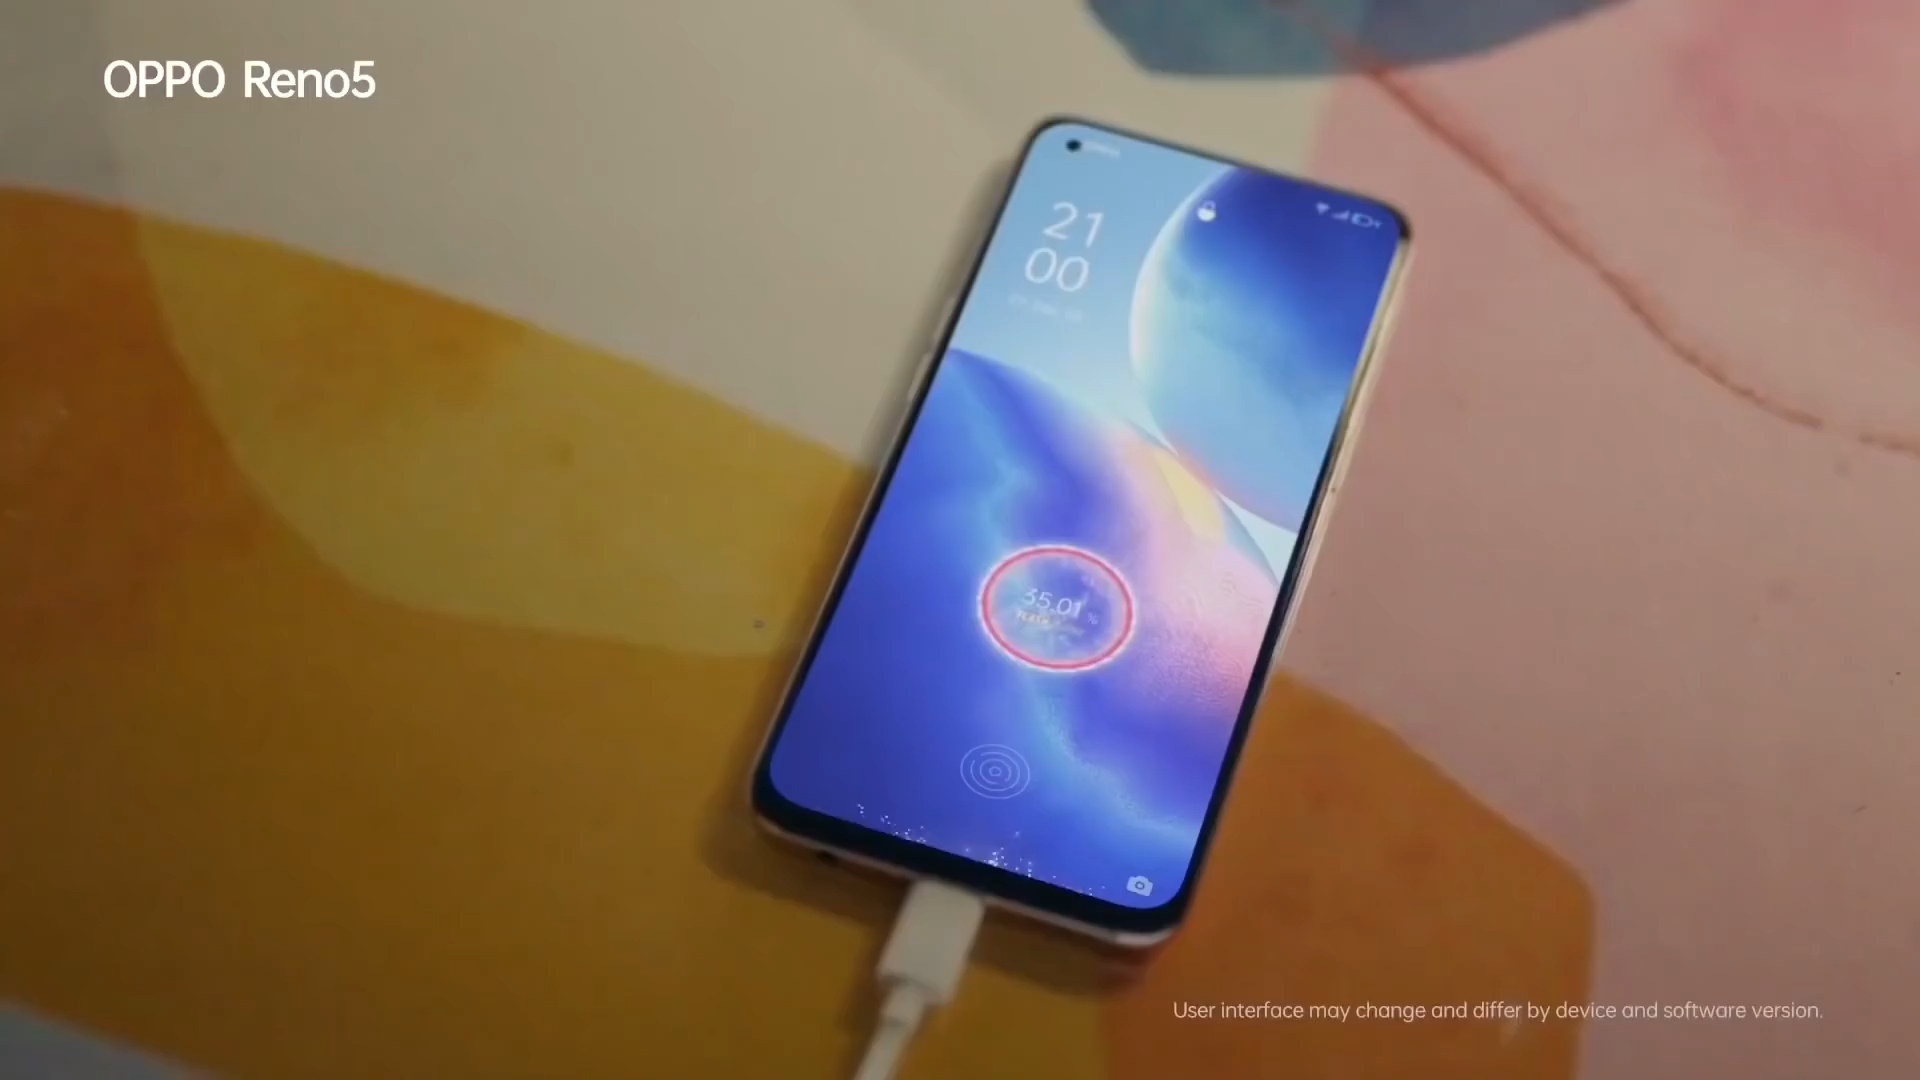 OPPO Reno5
21
00
35.01 %
User interface may change and differ by device and software version.